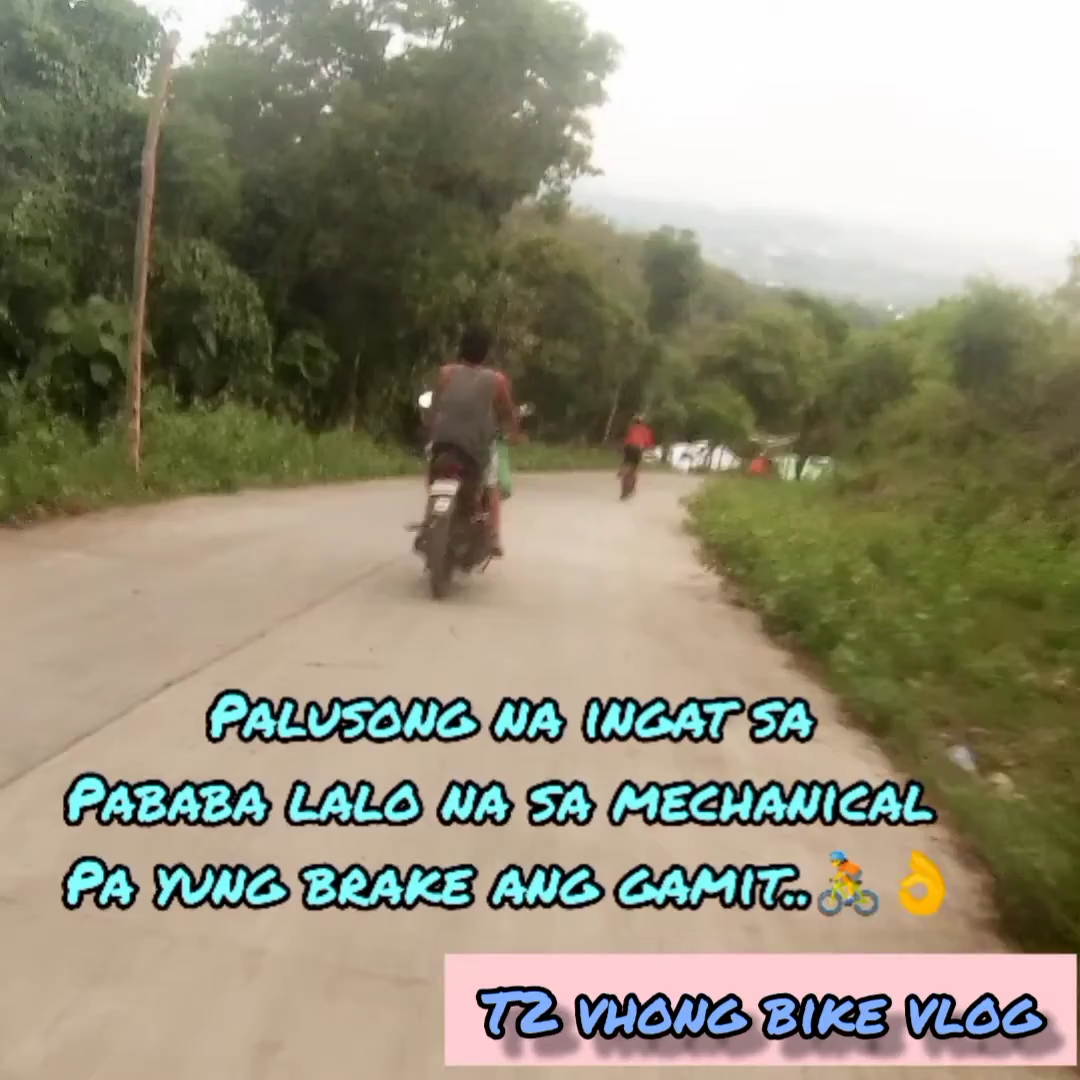 Palusong na ingat sa
Pababa lalo na sa mechanical
Pa yung brake ang gamit..🚴👌
T2 vhong bike vlog